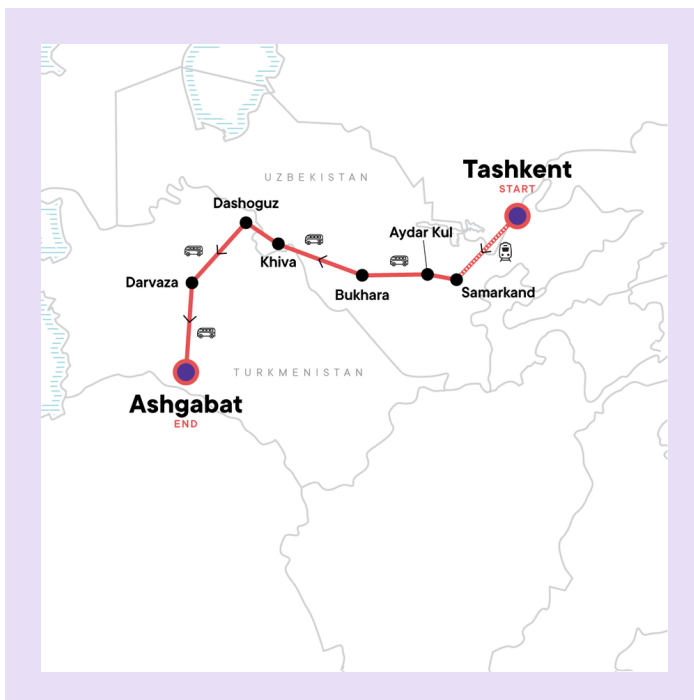 Tashkent
START
UZBEKISTAN
Dashoguz
Aydar Kul
Khiva
Darvaza
Bukhara
Samarkand
TURKMENISTAN
Ashgabat
END